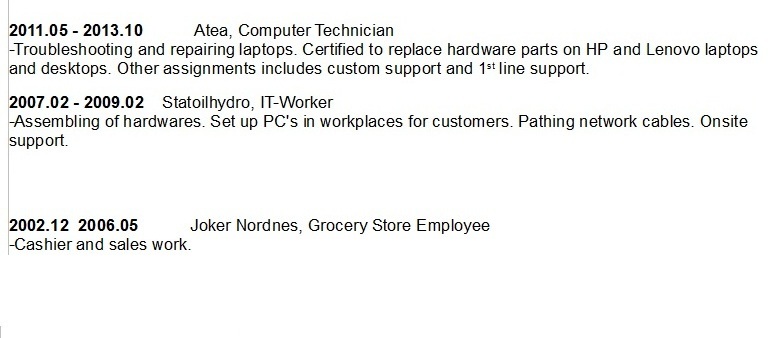 2011.05 - 2013.10 Atea, Computer Technician
-Troubleshooting and repairing laptops. Certified to replace hardware parts on HP and Lenovo laptops
and desktops. Other assignments includes custom support and 1st line support.
2007.02 - 2009.02 Statoilhydro, IT-Worker
-Assembling of hardwares. Set up PC's in workplaces for customers. Pathing network cables. Onsite
support.
2002.12 2006.05 Joker Nordnes, Grocery Store Employee
-Cashier and sales work.